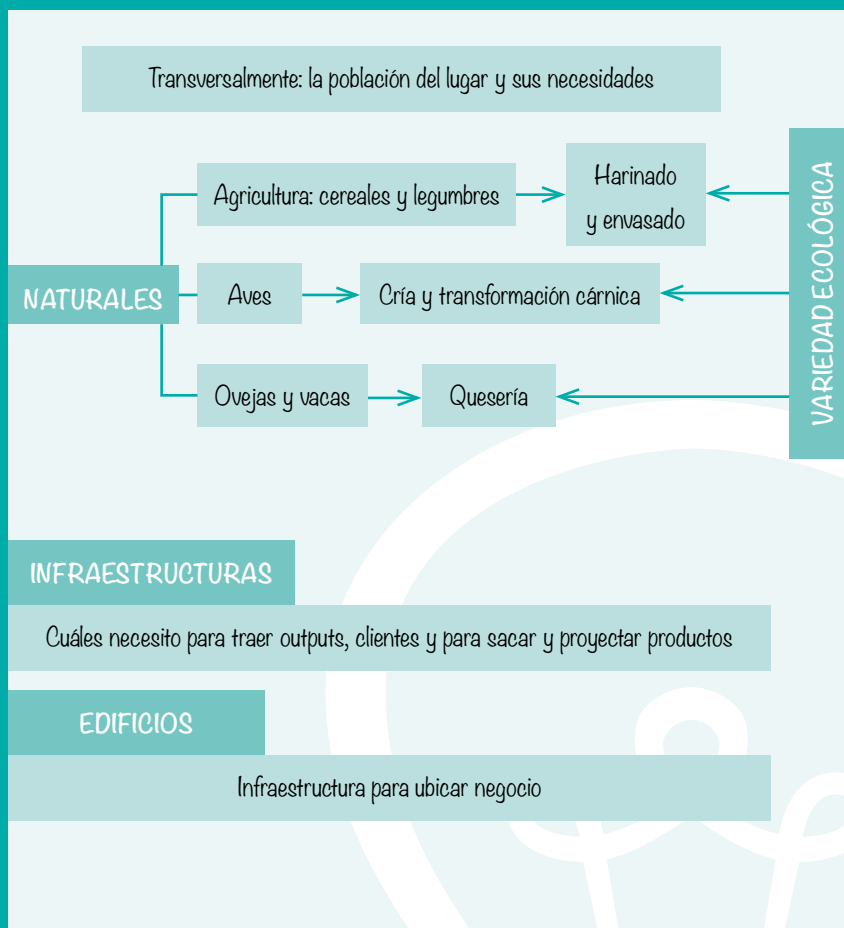 Transversalmente: la población del lugar y sus necesidades
Agricultura: cereales y legumbres
Harinado
y envasado
NATURALES
Aves
Cría y transformación cárnica
Ovejas y vacas
Quesería
VARIEDAD ECOLÓGICA
INFRAESTRUCTURAS
Cuáles necesito para traer outputs, clientes y para sacar y proyectar productos
EDIFICIOS
Infraestructura para ubicar negocio